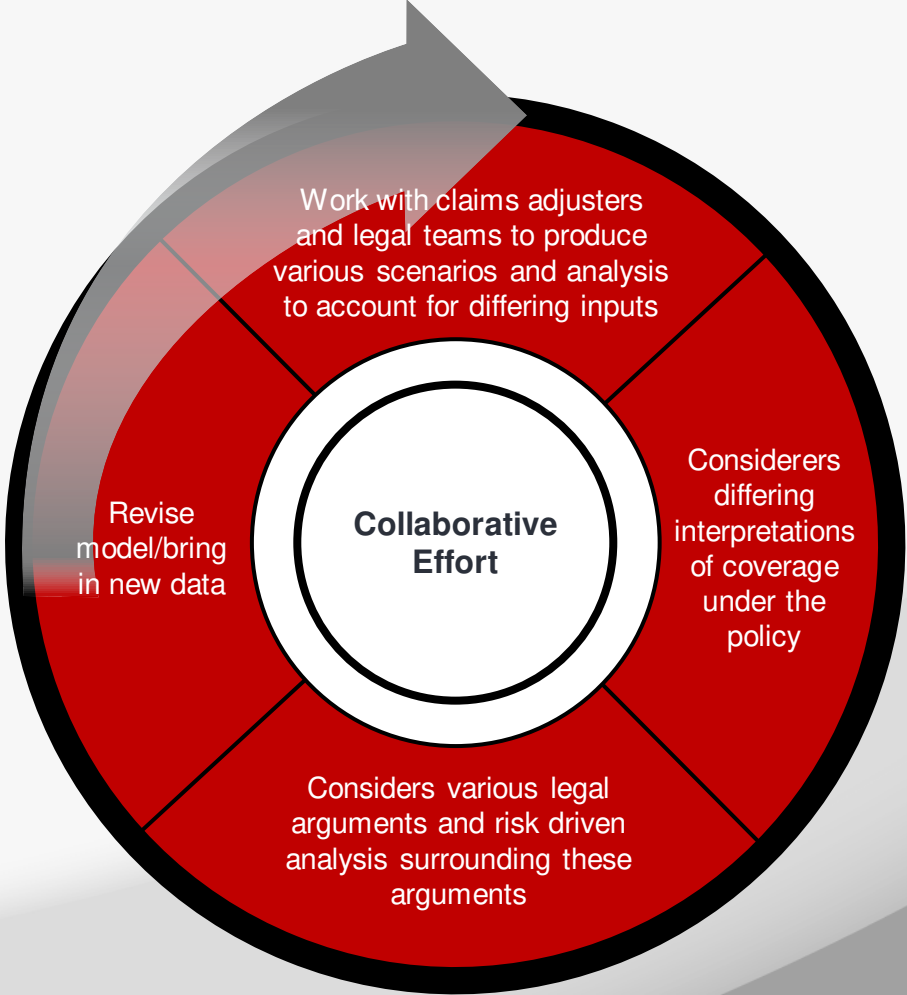 Work with claims adjusters
and legal teams to produce
various scenarios and analysis
to account for differing inputs
Considerers
differing
interpretations
of coverage
under the
policy
Considers various legal
arguments and risk driven
analysis surrounding these
arguments
Revise
model/bring
in new data
Collaborative
Effort